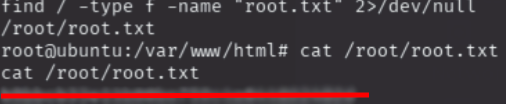 find / -type f -name "root.txt" 2>/dev/null
/root/root.txt
root@ubuntu:/var/www/html# cat /root/root.txt
cat /root/root.txt